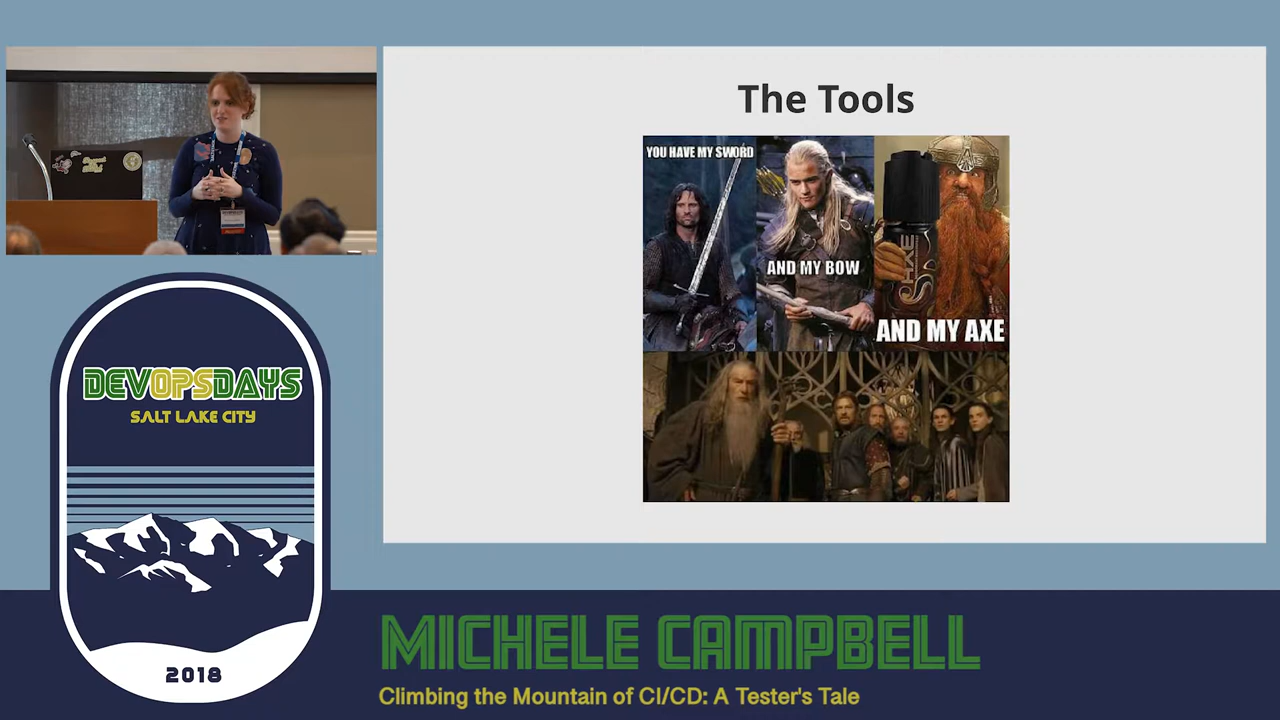 The Tools
YOU HAVE MY SWORD
AND MY BOW
AXE
AND MY AXE
DEVOPSDAYS
SALT LAKE CITY
2018
MICHELE CAMPBELL
Climbing the Mountain of CI/CD: A Tester's Tale